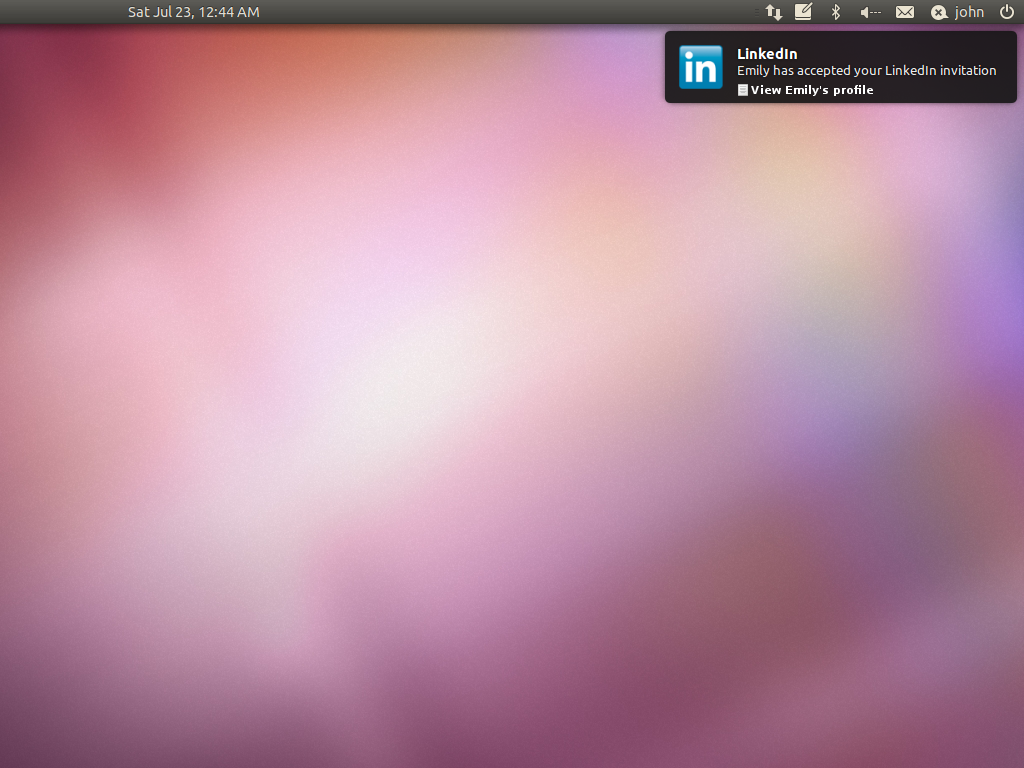 Sat Jul 23, 12:44 AM
john
in
LinkedIn
Emily has accepted your LinkedIn invitation
View Emily's profile